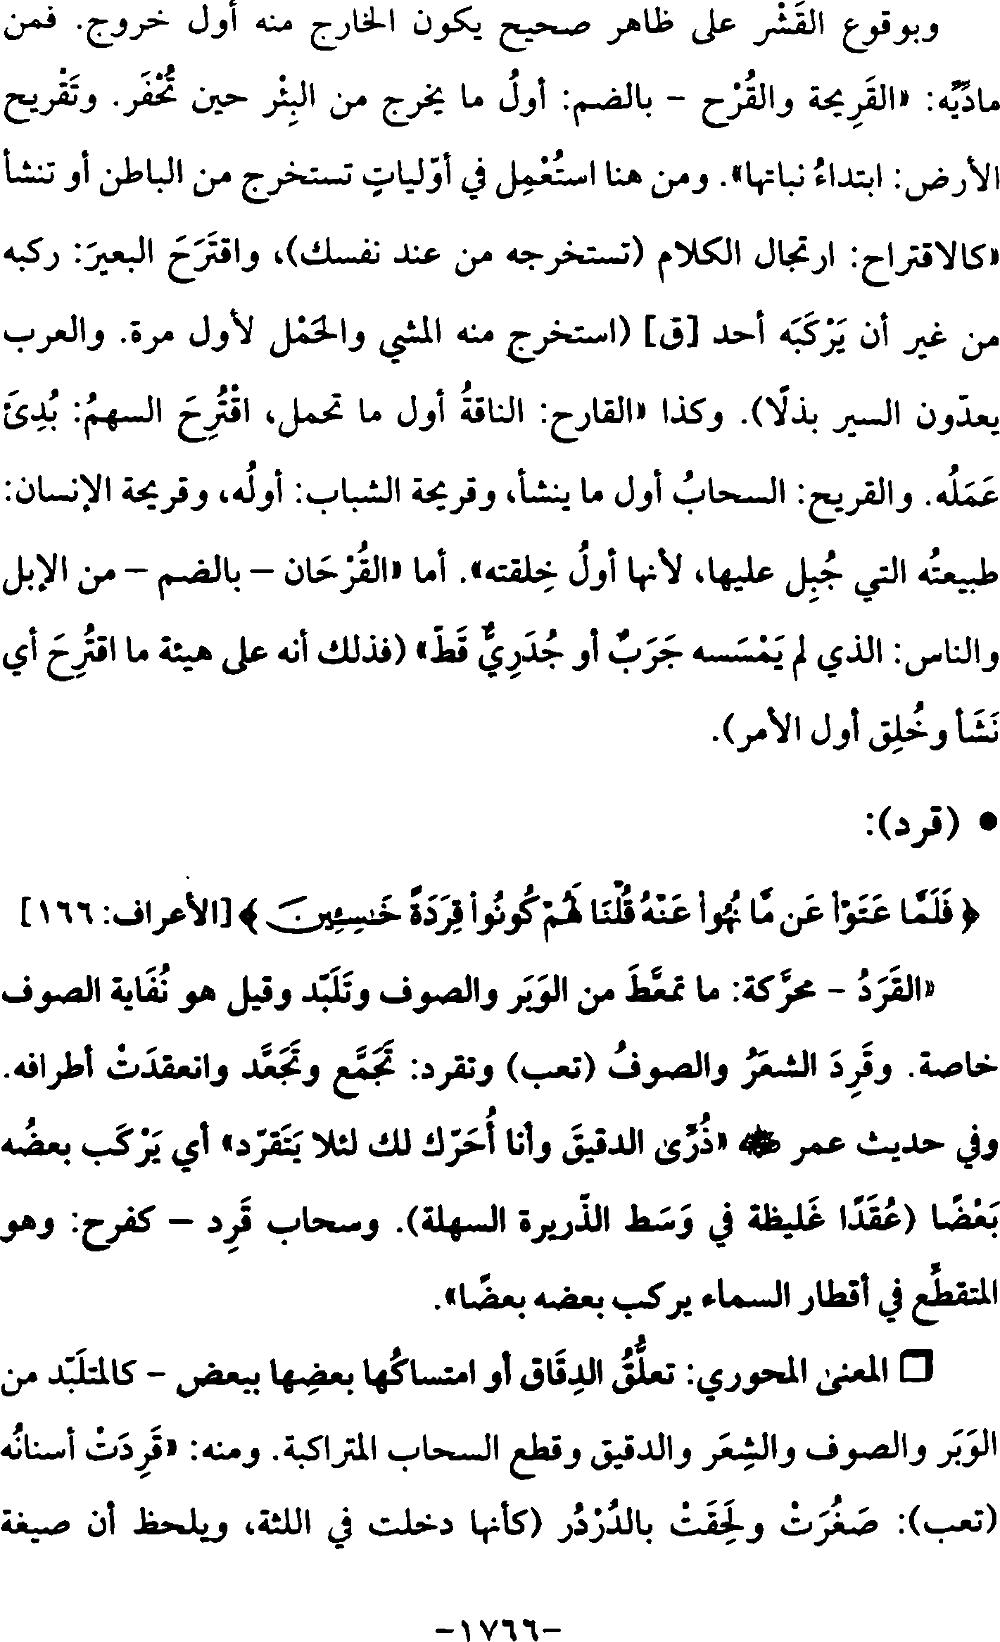 وبوقوع القَشْر على ظاهر صحيح يكون الخارج منه أول خروج. فمن
مادّيّه: «القَرِيحة والقُرْح – بالضم: أولُ ما يخرج من البِئْر حين تُحْفَر. وتَقْريح
الأرض: ابتداءُ نباتها». ومن هنا استُعْمِل في أوّلياتٍ تستخرج من الباطن أو تنشأ
«كالاقتراح: ارتجال الكلام (تستخرجه من عند نفسك)، واقتَرَحَ البعيرَ: ركبه
من غير أن يَرْكَبَه أحد [ق] (استخرج منه المشي والحَمْل لأول مرة. والعرب
يعدّون السير بذلًا). وكذا «القارح: الناقةُ أول ما تحمل، اقْتُرِحَ السهمُ: بُدِئَ
عَمَلُه. والقريح: السحابُ أول ما ينشأ، وقريحة الشباب: أولُه، وقريحة الإنسان:
طبيعتُه التي جُبِل عليها، لأنها أولُ خِلقته». أما «القُرْحَان – بالضم – من الإبل
والناس: الذي لم يَمْسَسه جَرَبٌ أو جُدَرِيٌّ قَطّ» (فذلك أنه على هيئة ما اقتُرِحَ أي
نَشَأ وخُلِق أول الأمر).
• (قرد):
﴿ فَلَمَّا عَتَوْا۟ عَن مَّا نُهُوا۟ عَنْهُ قُلْنَا لَهُمْ كُونُوا۟ قِرَدَةً خَـٰسِـِٔينَ ﴾ [الأعراف: ١٦٦]
«القَرَدُ – محرَّكة: ما تمعَّطَ من الوَبَر والصوف وتَلَبّد وقيل هو نُفَاية الصوف
خاصة. وقَرِدَ الشعَرُ والصوفُ (تعب) وتقرد: تَجَمَّع وتَجَعَّد وانعقدَتْ أطرافه.
وفي حديث عمر ﷺ «ذُرِّى الدقيقَ وأنا أُحَرّك لك لئلا يَتَقرّد» أي يَرْكَب بعضُه
بَعْضًا (عُقَدًا غَليظة في وَسَط الذّريرة السهلة). وسحاب قَرِد – كفرح: وهو
المتقطِّع في أقطار السماء يركب بعضه بعضًا».
❏ المعنى المحوري: تعلُّقُ الدِقَاق أو امتساكُها بعضِها ببعض – كالمتلَبّد من
الوَبَر والصوف والشِعَر والدقيق وقطع السحاب المتراكبة. ومنه: «قَرِدَتْ أسنانُه
(تعب): صَغُرَتْ ولَحِقَتْ بالدُرْدُر (كأنها دخلت في اللثة، ويلحظ أن صيغة
-١٧٦٦-